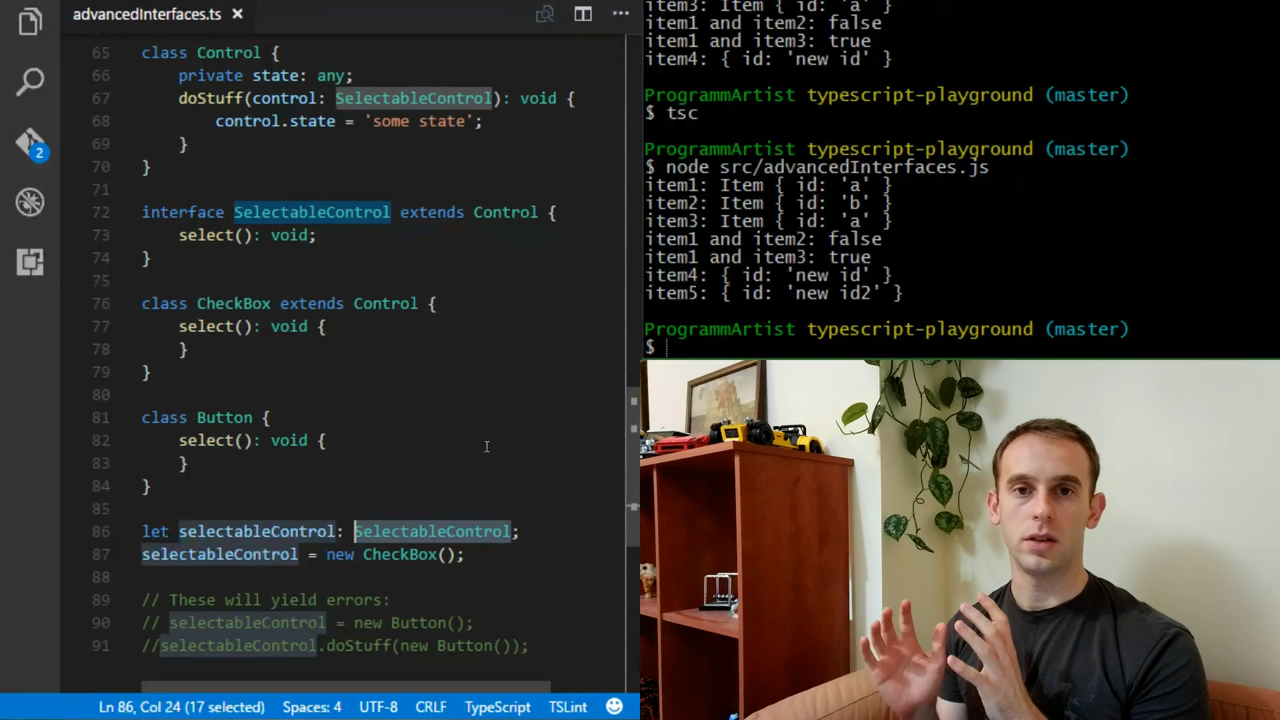 advancedInterfaces.ts
65 class Control {
66 private state: any;
67 doStuff(control: SelectableControl): void {
68 control.state = 'some state';
69 }
70 }
71
72 interface SelectableControl extends Control {
73 select(): void;
74 }
75
76 class CheckBox extends Control {
77 select(): void {
78 }
79 }
80
81 class Button {
82 select(): void {
83 }
84 }
85
86 let selectableControl: SelectableControl;
87 selectableControl = new CheckBox();
88
89 // These will yield errors:
90 // selectableControl = new Button();
91 //selectableControl.doStuff(new Button());
2
Ln 86, Col 24 (17 selected) Spaces: 4 UTF-8 CRLF TypeScript TSLint
item3: Item { id: 'a' }
item1 and item2: false
item1 and item3: true
item4: { id: 'new id' }
ProgrammArtist typescript-playground (master)
$ tsc
ProgrammArtist typescript-playground (master)
$ node src/advancedInterfaces.js
item1: Item { id: 'a' }
item2: Item { id: 'b' }
item3: Item { id: 'a' }
item1 and item2: false
item1 and item3: true
item4: { id: 'new id' }
item5: { id: 'new id2' }
ProgrammArtist typescript-playground (master)
$